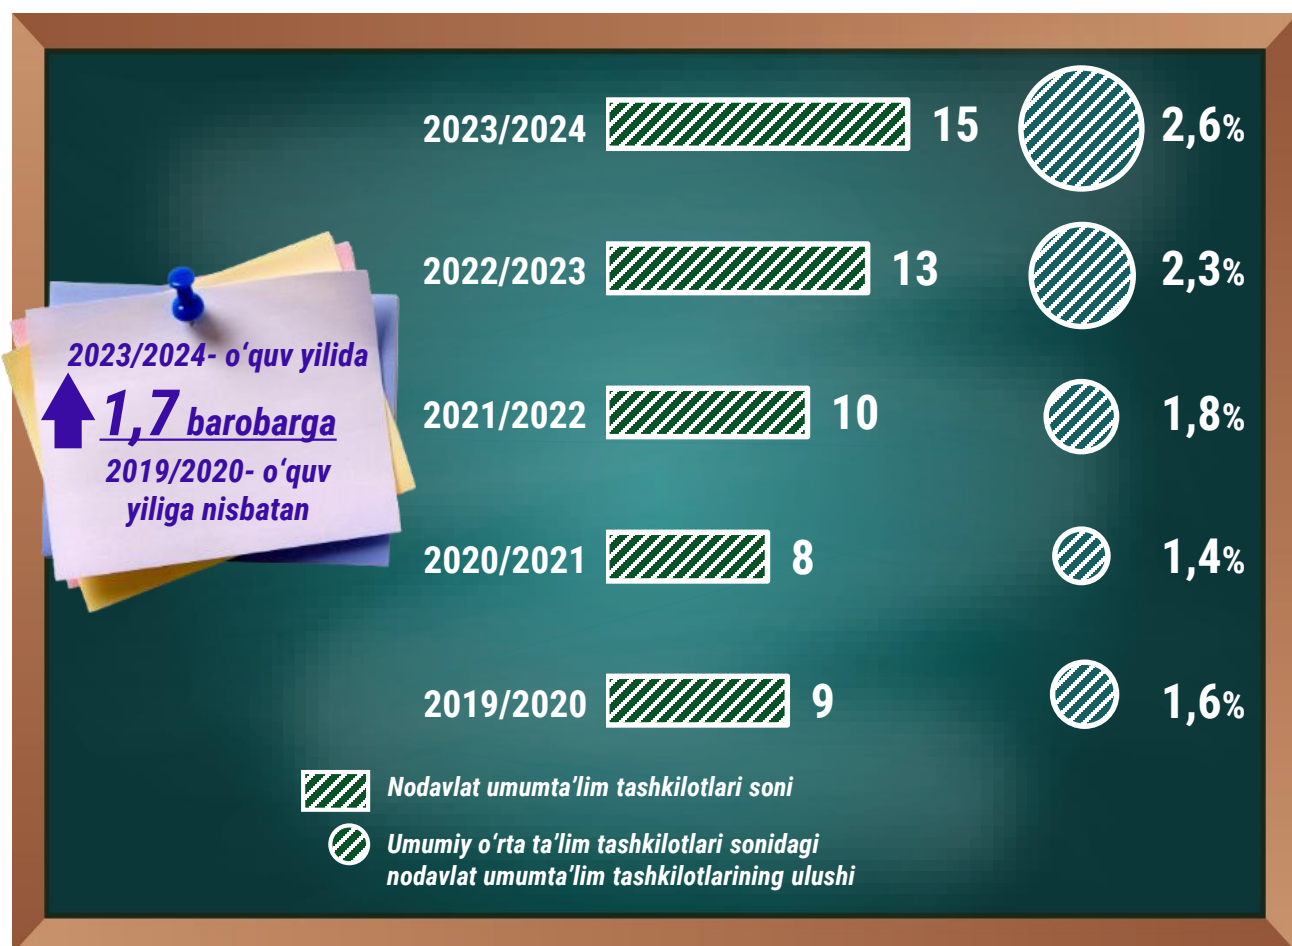 2023/2024 15 2,6%
2022/2023 13 2,3%
2021/2022 10 1,8%
2020/2021 8 1,4%
2019/2020 9 1,6%
2023/2024- o‘quv yilida
1,7 barobarga
2019/2020- o‘quv
yiliga nisbatan
Nodavlat umumta’lim tashkilotlari soni
Umumiy o‘rta ta’lim tashkilotlari sonidagi
nodavlat umumta’lim tashkilotlarining ulushi